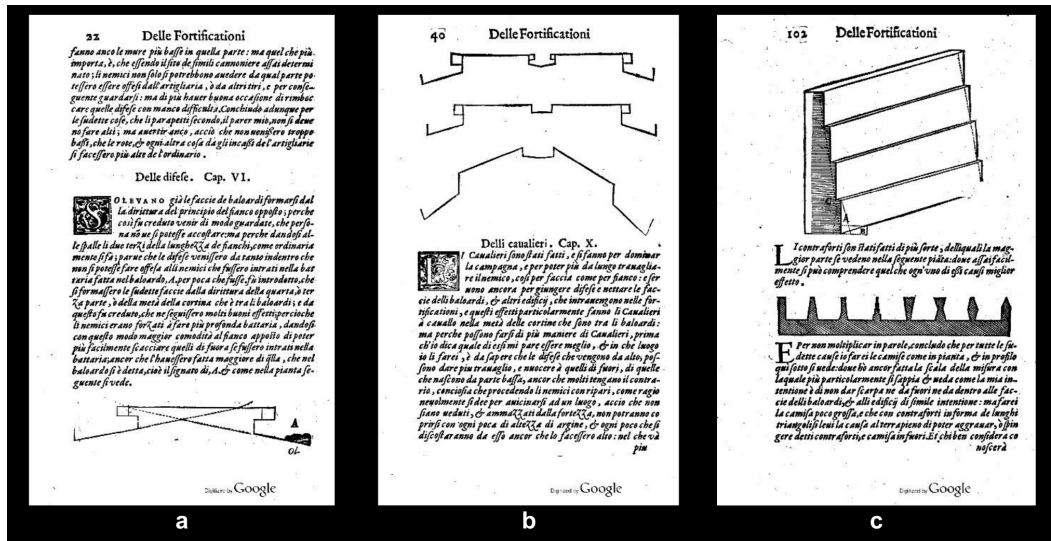 22 Delle Fortificationi
fanno anco le mure più baſſe in quella parte: ma quel che più
importa, è, che eſſendo il ſito de ſimili cannoniere aſſai determi
nato; li nemici non ſolo ſi potrebbono avedere da qual parte po-
teſſero eſſere offeſi dall'artigliaria, ò da altri tiri, e per conſe-
guente guardarſi: ma di più hauer buona occaſione di rimboc
care quelle difeſe con manco difficultà. Conchiudo adunque per
le ſudette coſe, che li parapetti ſecondo, il parer mio, non ſi deue
no fare alti; ma auertir anco, acciò che non veniſſero troppo
baſſi, che le rote, & ogni altra coſa da gli incaſſi de l'artigliarie
ſi faceſſero più alte de l'ordinario.
Delle difeſe. Cap. VI.
SOLEVANO già le faccie de baloardi formarſi dal
la dirittura del principio del fianco oppoſto; perche
coſi fu creduto venir di modo guardate, che perſo-
na nō ue ſi poteſſe accoſtare: ma perche dandoſi al-
le ſpalle li due terzi della lunghezza de fianchi, come ordinaria
mente ſi fà; parue che le difeſe veniſſero da tanto indentro che
non ſi poteſſe fare offeſa alli nemici che fuſſero intrati nella bat
taria fatta nel baloardo, A. per poca che fuſſe. fù introdotto, che
ſi formaſſero le ſudette faccie dalla dirittura della quarta, ò ter
za parte, ò della metà della cortina che è tra li baloardi; e da
queſto fu creduto, che ne ſeguiſſero molti buoni effetti; percioche
li nemici erano forzati à fare più profonda battaria, dandoſi
con queſto modo maggior comodità al fianco appoſto di poter
più facilmente ſcacciare quelli di fuora ſe fuſſero intrati nella
battaria; ancor che l'haueſſero fatta maggiore di q̃lla, che nel
baloardo ſi è detta, cioè il ſignato di, A. & come nella pianta ſe-
guente ſi vede.
A
Ol-
Digitized by Google
a
40 Delle Fortificationi
Delli caualieri. Cap. X.
LI Caualieri ſono ſtati fatti, e ſi fanno per dominar
la campagna, e per poter più da lungo trauaglia-
re il nemico, coſi per faccia come per fianco: e ſer
uono ancora per giungere difeſe e nettare le fac-
cie delli baloardi, & altri edificij, che intrauengono nelle for-
tificationi, e queſti effetti particolarmente fanno li Caualieri
à cauallo nella metà delle cortine che ſono tra li baloardi:
ma perche poſſono farſi di più maniere di Caualieri, prima
ch'io dica quale di eſſi mi pare eſſere meglio, & in che luogo
io li farei, è da ſapere che le difeſe che vengono da alto, poſ-
ſono dare piu trauaglio, e nuocere à quelli di fuori, di quelle
che naſcono da parte baſſa, ancor che molti tengano il contra-
rio, concioſia che procedendo li nemici con ripari, come ragio
neuolmente ſi dee per auicinarſi ad un luogo, acciò che non
ſiano ueduti, & ammazzati dalla fortezza, non potranno co
prirſi con ogni poca di altezza di argine, & ogni poco che ſi
diſcoſtaranno da eſſo ancor che lo faceſſero alto: nel che và
piu
Digitized by Google
b
102 Delle Fortificationi
A
B
LI contraforti ſon ſtati fatti di più ſorte, delli quali la mag-
gior parte ſe vedeno nella ſeguente piāta: doue aſſai facil-
mente ſi può comprendere quel che ogn'vno di eſsi cauſi miglior
effetto.
E Per non moltiplicar in parole, concludo che per tutte le ſu-
dette cauſe io farei le camiſe come in pianta, & in profilo
qui ſotto ſi uede: doue hò ancor fatta la ſcala della miſura con
laquale più particolarmente ſi ſappia & ueda come la mia in-
tentione è di non dar ſcarpa ne da fuori ne da dentro alle fac-
cie delli baloardi, & alli edificij di ſimile intentione: ma farei
la camiſa poco groſſa, e che con contraforti in forma de lunghi
triangoli ſi leui la cauſa al terrapieno di poter aggrauar, ò ſpin
gere detti contraforti, e camiſa in fuori. Et chi ben conſidera co
noſcerà
Digitized by Google
c